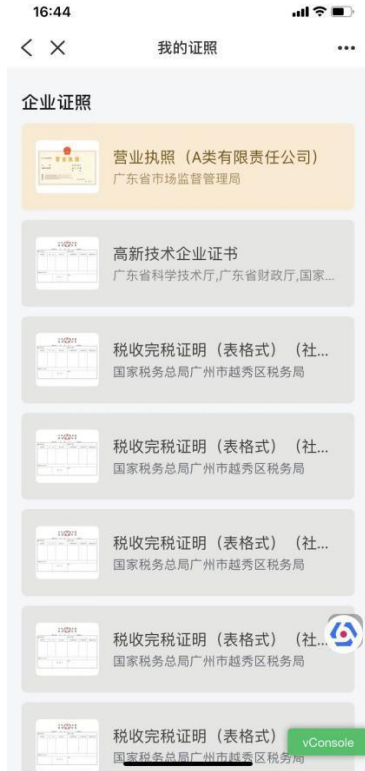 16:44
我的证照
企业证照
营业执照（A类有限责任公司）
广东省市场监督管理局
高新技术企业证书
广东省科学技术厅,广东省财政厅,国家...
税收完税证明（表格式）（社...
国家税务总局广州市越秀区税务局
税收完税证明（表格式）（社...
国家税务总局广州市越秀区税务局
税收完税证明（表格式）（社...
国家税务总局广州市越秀区税务局
税收完税证明（表格式）（社...
国家税务总局广州市越秀区税务局
税收完税证明（表格式）
vConsole
国家税务总局广州市越秀区税务局